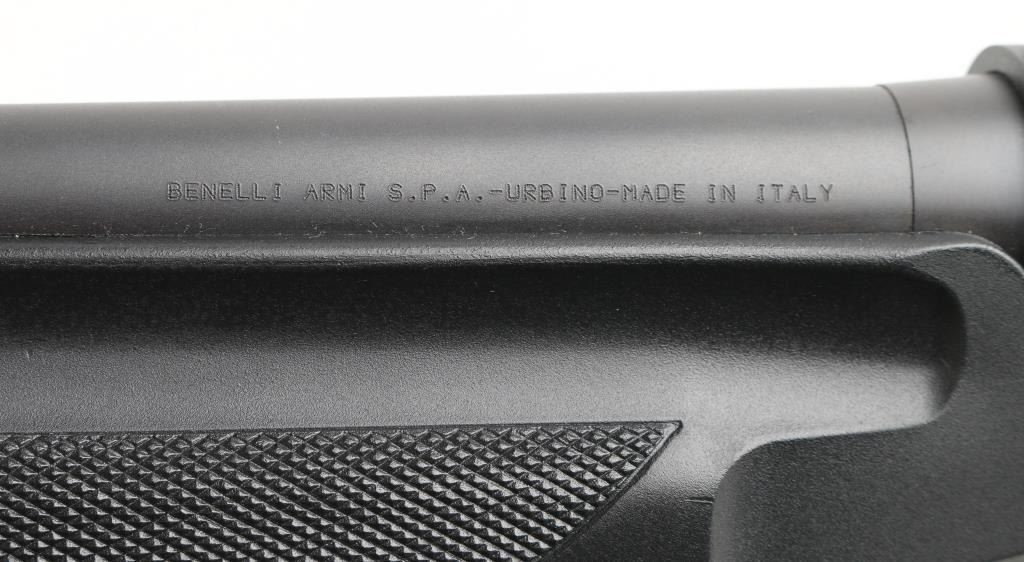 BENELLI ARMI S.P.A.-URBINO-MADE IN ITALY